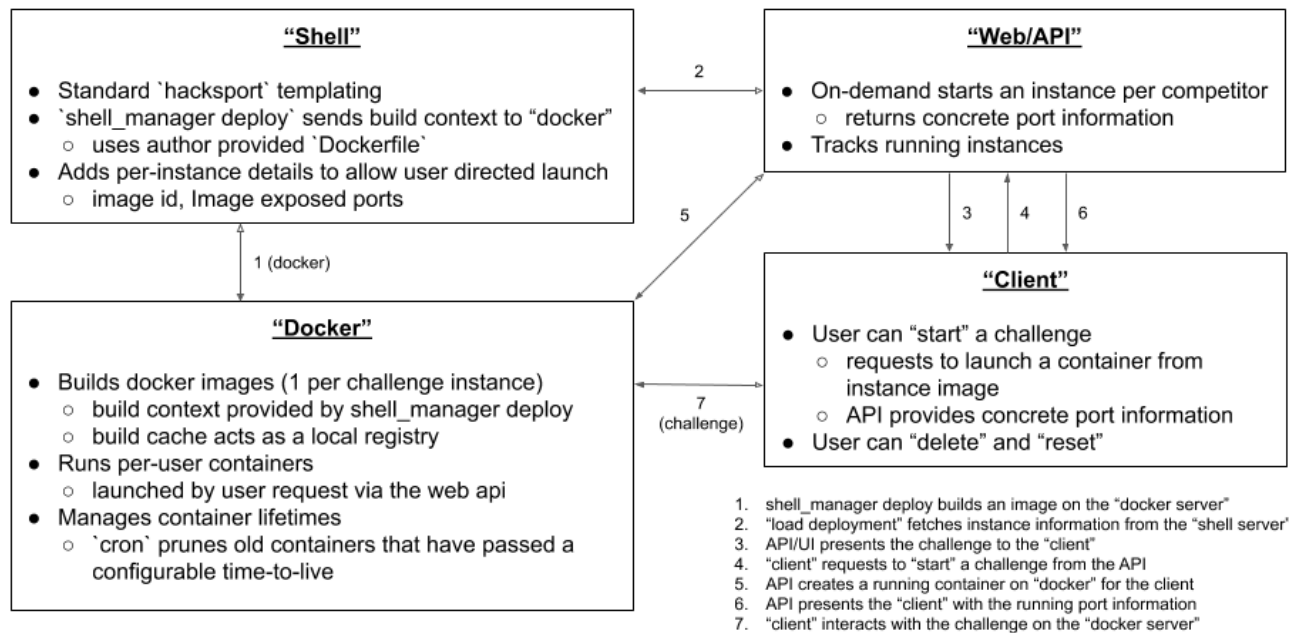 “Shell”
● Standard `hacksport` templating
● `shell_manager deploy` sends build context to “docker”
○ uses author provided `Dockerfile`
● Adds per-instance details to allow user directed launch
○ image id, Image exposed ports
2
“Web/API”
● On-demand starts an instance per competitor
○ returns concrete port information
● Tracks running instances
1 (docker)
5
3
4
6
“Docker”
● Builds docker images (1 per challenge instance)
○ build context provided by shell_manager deploy
○ build cache acts as a local registry
● Runs per-user containers
○ launched by user request via the web api
● Manages container lifetimes
○ `cron` prunes old containers that have passed a
configurable time-to-live
7
(challenge)
“Client”
● User can “start” a challenge
○ requests to launch a container from
instance image
○ API provides concrete port information
● User can “delete” and “reset”
1. shell_manager deploy builds an image on the “docker server”
2. “load deployment” fetches instance information from the “shell server”
3. API/UI presents the challenge to the “client”
4. “client” requests to “start” a challenge from the API
5. API creates a running container on “docker” for the client
6. API presents the “client” with the running port information
7. “client” interacts with the challenge on the “docker server”